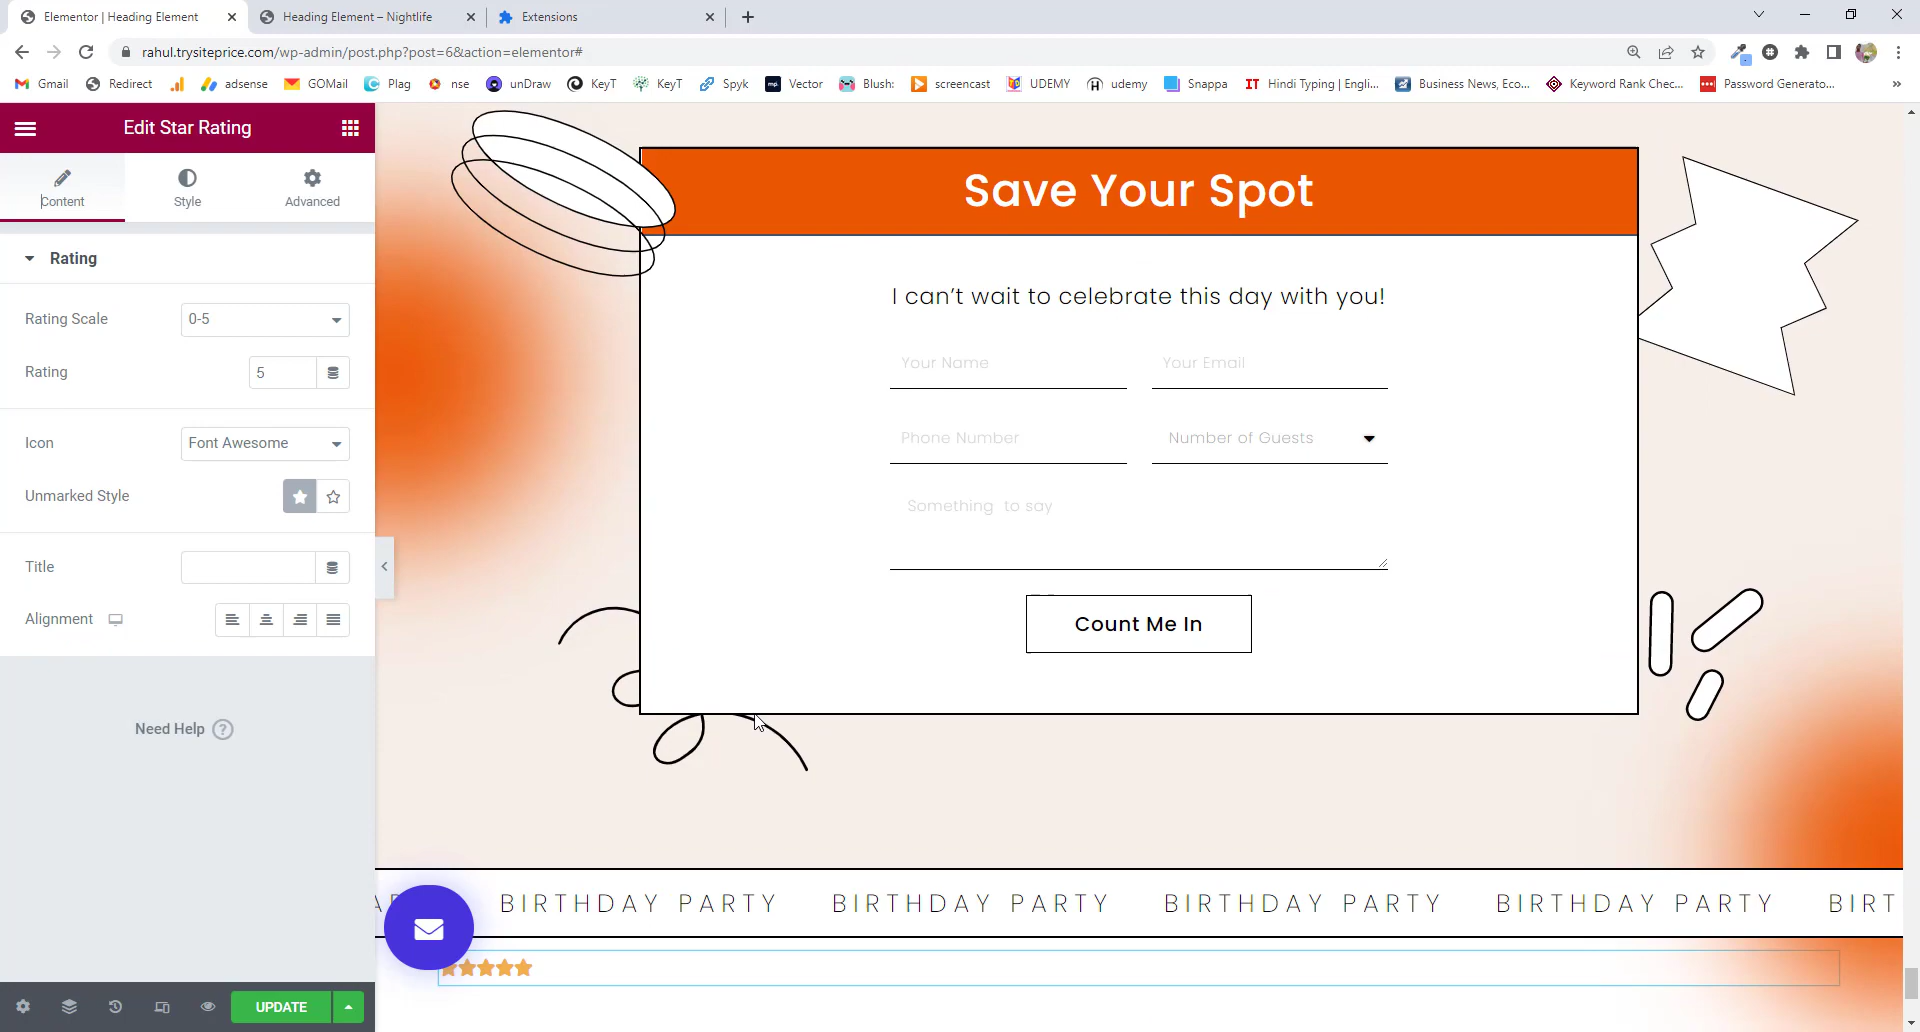 Elementor | Heading Element
Heading Element – Nightlife
Extensions
rahul.trysiteprice.com/wp-admin/post.php?post=6&action=elementor#
Gmail
Redirect
adsense
GOMail
Plag
nse
unDraw
KeyT
KeyT
Spyk
Vector
Blush:
screencast
UDEMY
udemy
Snappa
IT Hindi Typing | Engli...
Business News, Eco...
Keyword Rank Chec...
Password Generato...
Edit Star Rating
Content
Style
Advanced
Rating
Rating Scale
0-5
Rating
5
Icon
Font Awesome
Unmarked Style
Title
Alignment
Need Help
UPDATE
Save Your Spot
I can’t wait to celebrate this day with you!
Your Name
Your Email
Phone Number
Number of Guests
Something to say
Count Me In
BIRTHDAY PARTY BIRTHDAY PARTY BIRTHDAY PARTY BIRTHDAY PARTY BIRT